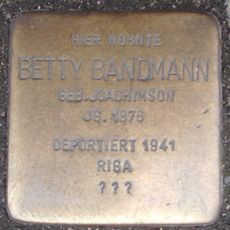 HIER WOHNTE
BETTY BANDMANN
GEB. JOACHIMSON
JG. 1876
DEPORTIERT 1941
RIGA
? ? ?